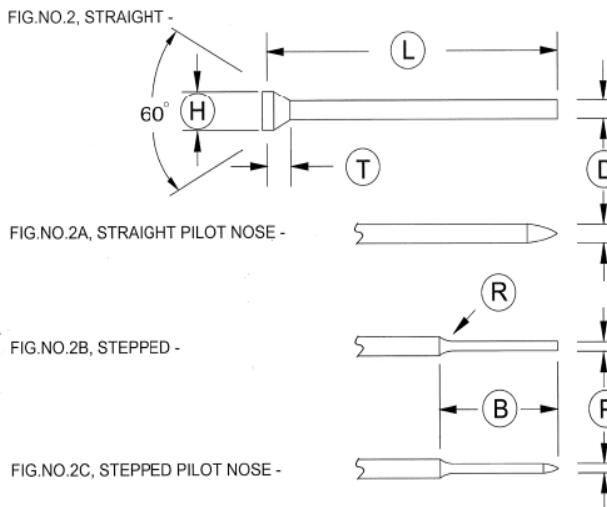 FIG.NO.2, STRAIGHT -
L
60° H
T
D
FIG.NO.2A, STRAIGHT PILOT NOSE -
R
FIG.NO.2B, STEPPED -
B
FIG.NO.2C, STEPPED PILOT NOSE -